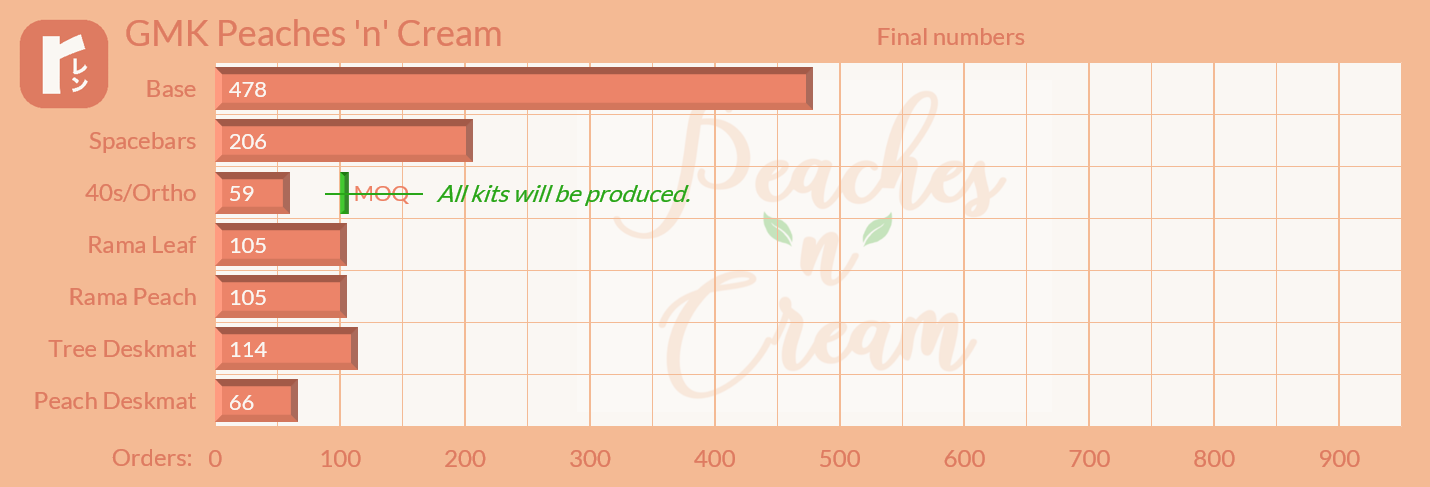 r
レ
ン
GMK Peaches 'n' Cream
Final numbers
Base 478
Spacebars 206
40s/Ortho 59 MOQ All kits will be produced.
Rama Leaf 105
Rama Peach 105
Tree Deskmat 114
Peach Deskmat 66
Peaches
n
Cream
Orders: 0 100 200 300 400 500 600 700 800 900